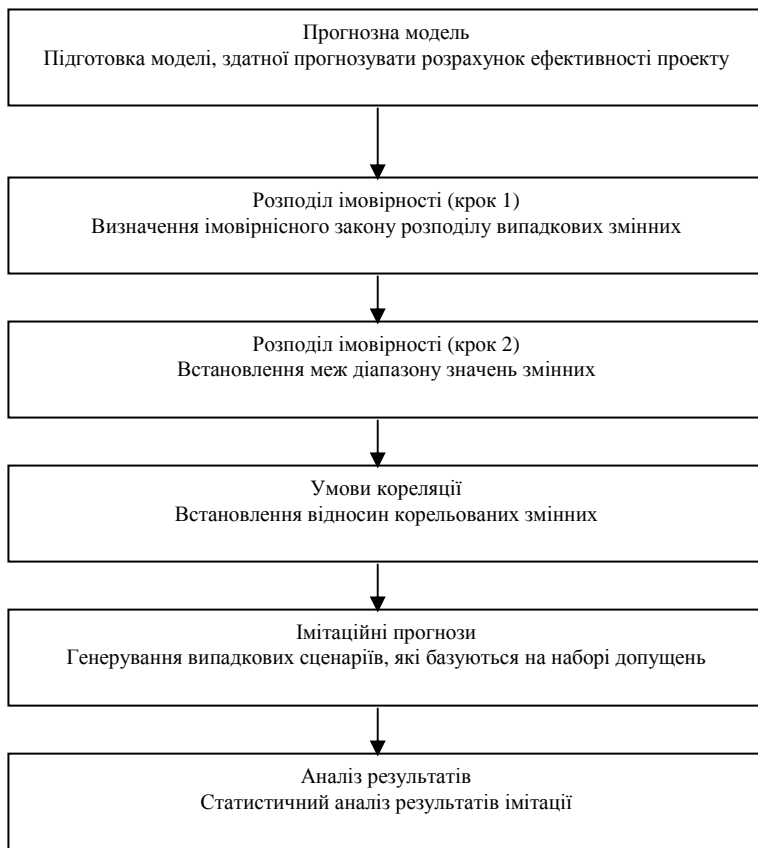 Прогнозна модель
Підготовка моделі, здатної прогнозувати розрахунок ефективності проекту
Розподіл імовірності (крок 1)
Визначення імовірнісного закону розподілу випадкових змінних
Розподіл імовірності (крок 2)
Встановлення меж діапазону значень змінних
Умови кореляції
Встановлення відносин корельованих змінних
Імітаційні прогнози
Генерування випадкових сценаріїв, які базуються на наборі допущень
Аналіз результатів
Статистичний аналіз результатів імітації